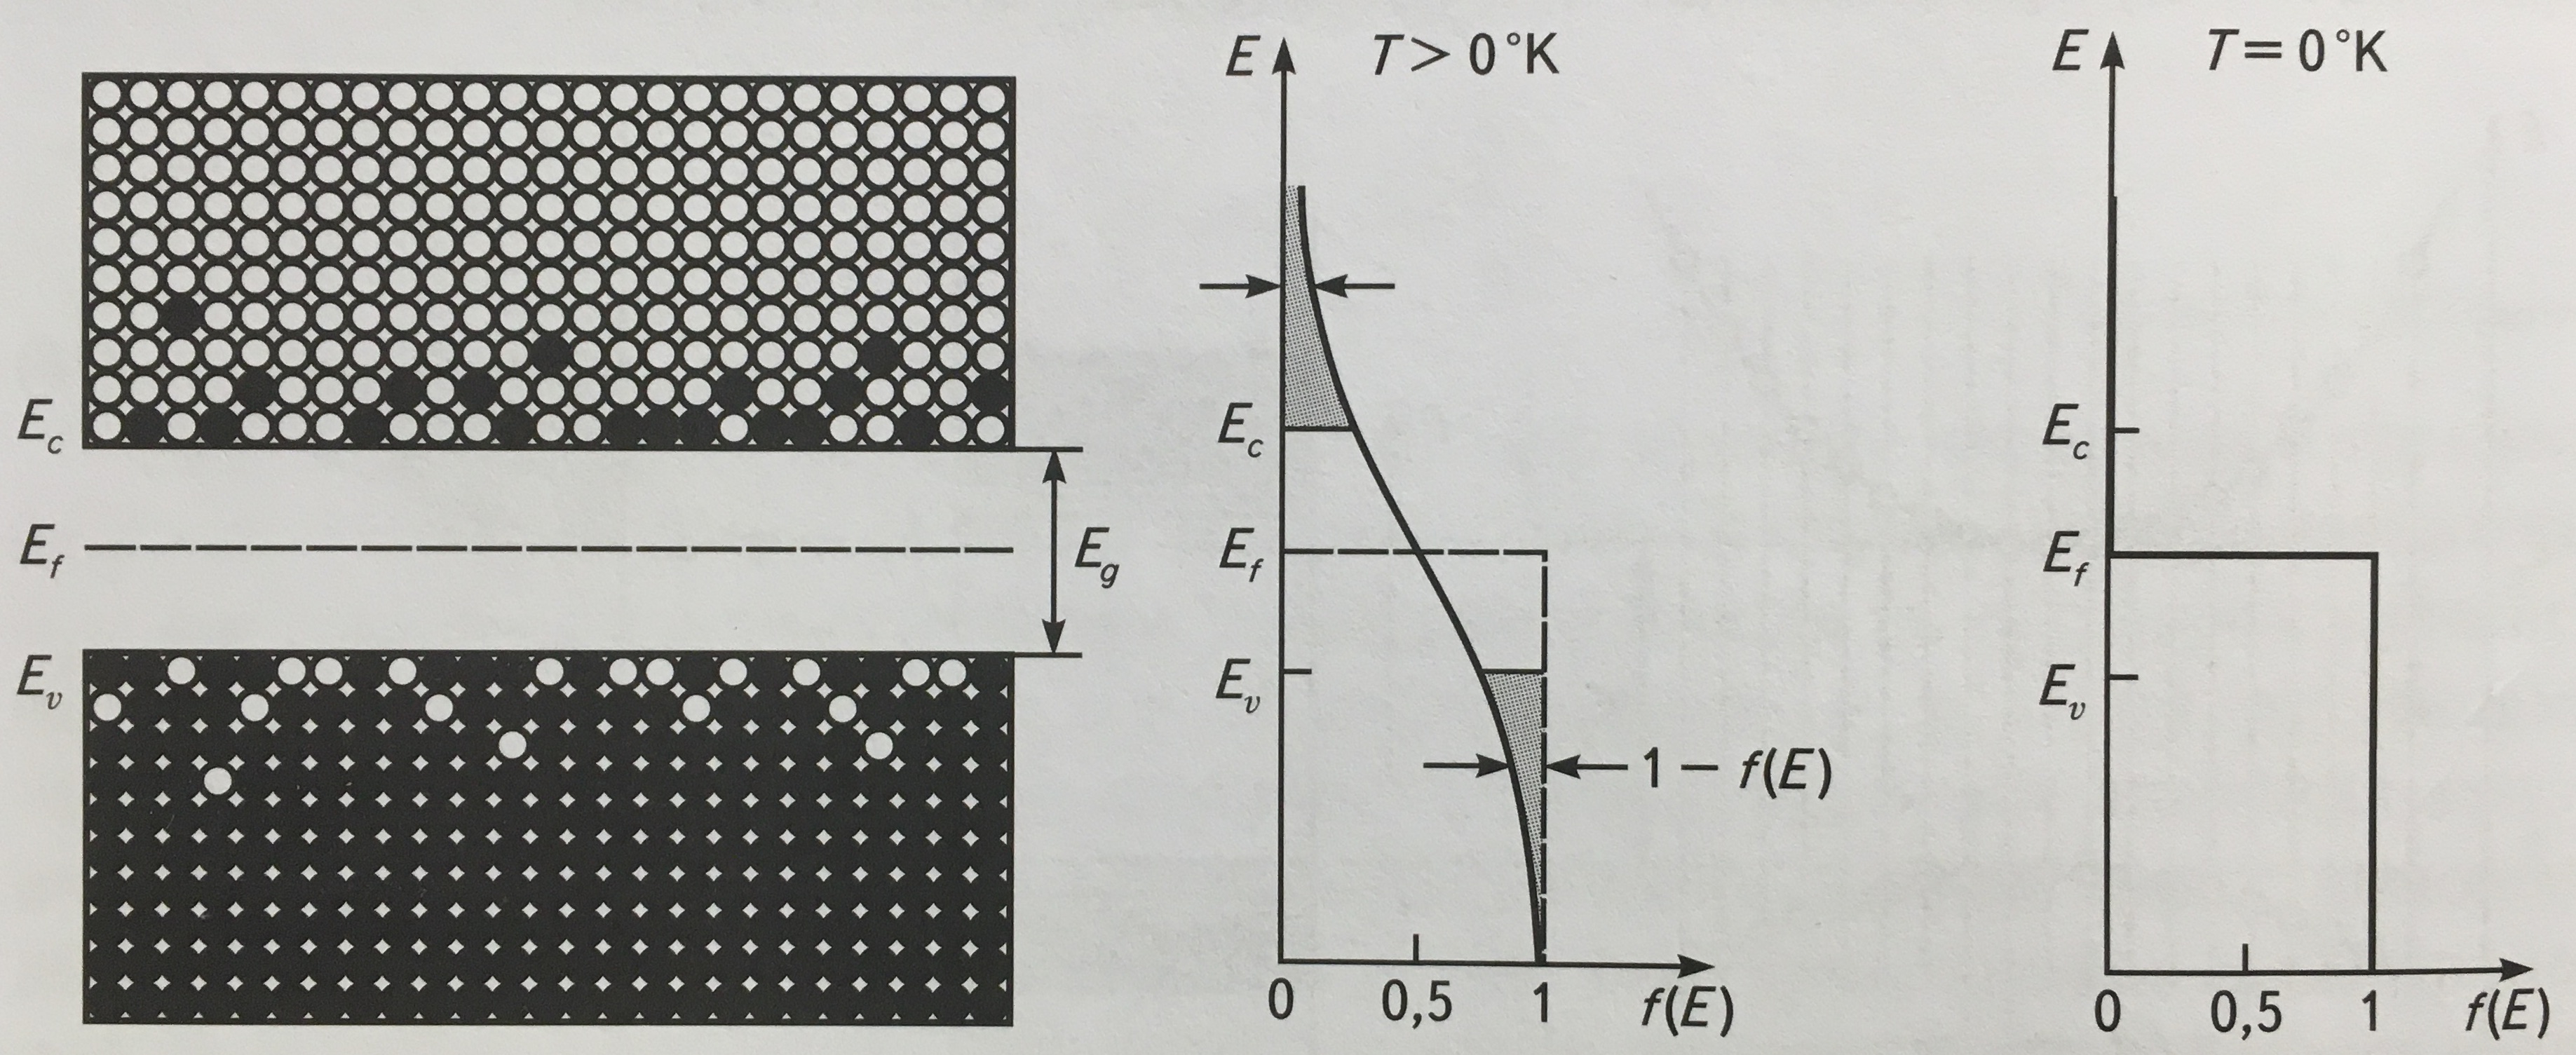 E_c
E_f
E_v
E_g
E
T > 0 °K
E_c
E_f
E_v
1 − f(E)
0
0,5
1
f(E)
E
T = 0 °K
E_c
E_f
E_v
0
0,5
1
f(E)